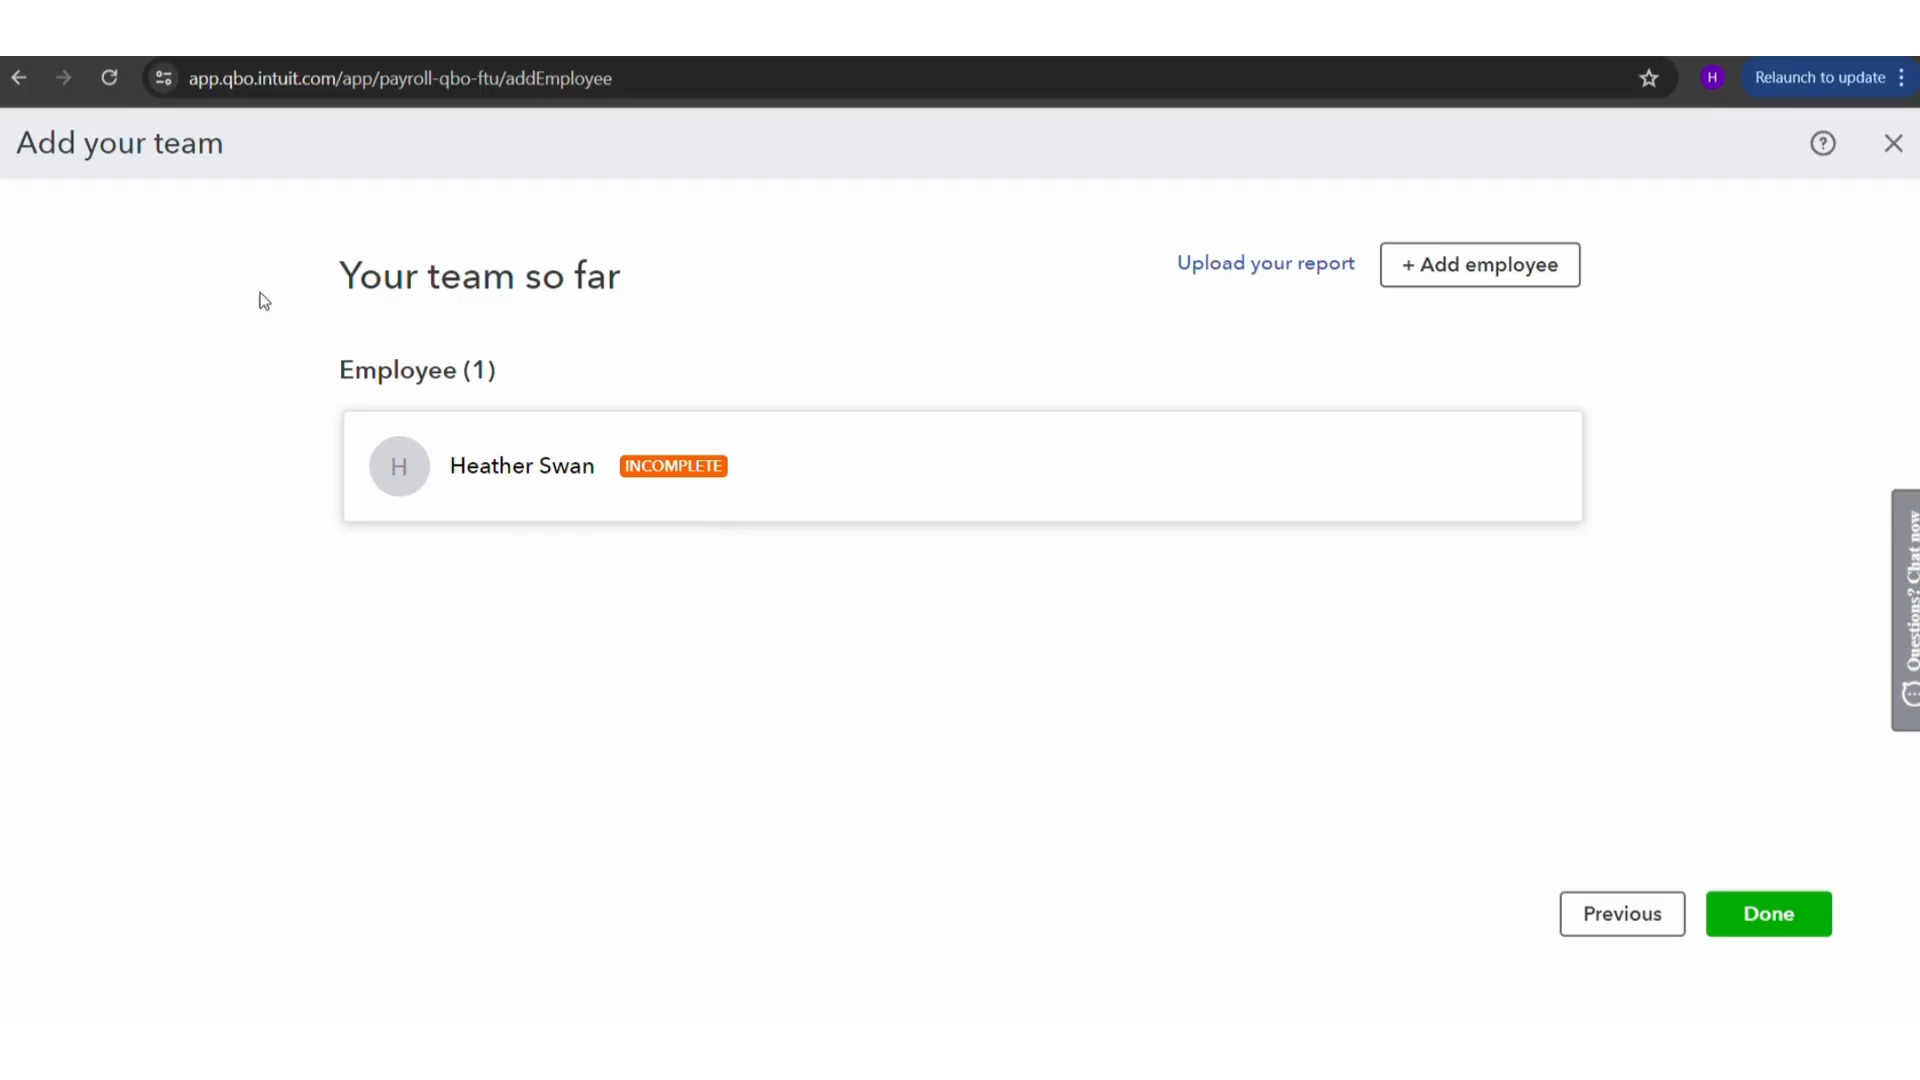 app.qbo.intuit.com/app/payroll-qbo-ftu/addEmployee
H
Relaunch to update
Add your team
?
Your team so far
Upload your report
+ Add employee
Employee (1)
H
Heather Swan
INCOMPLETE
Questions? Chat now
Previous
Done